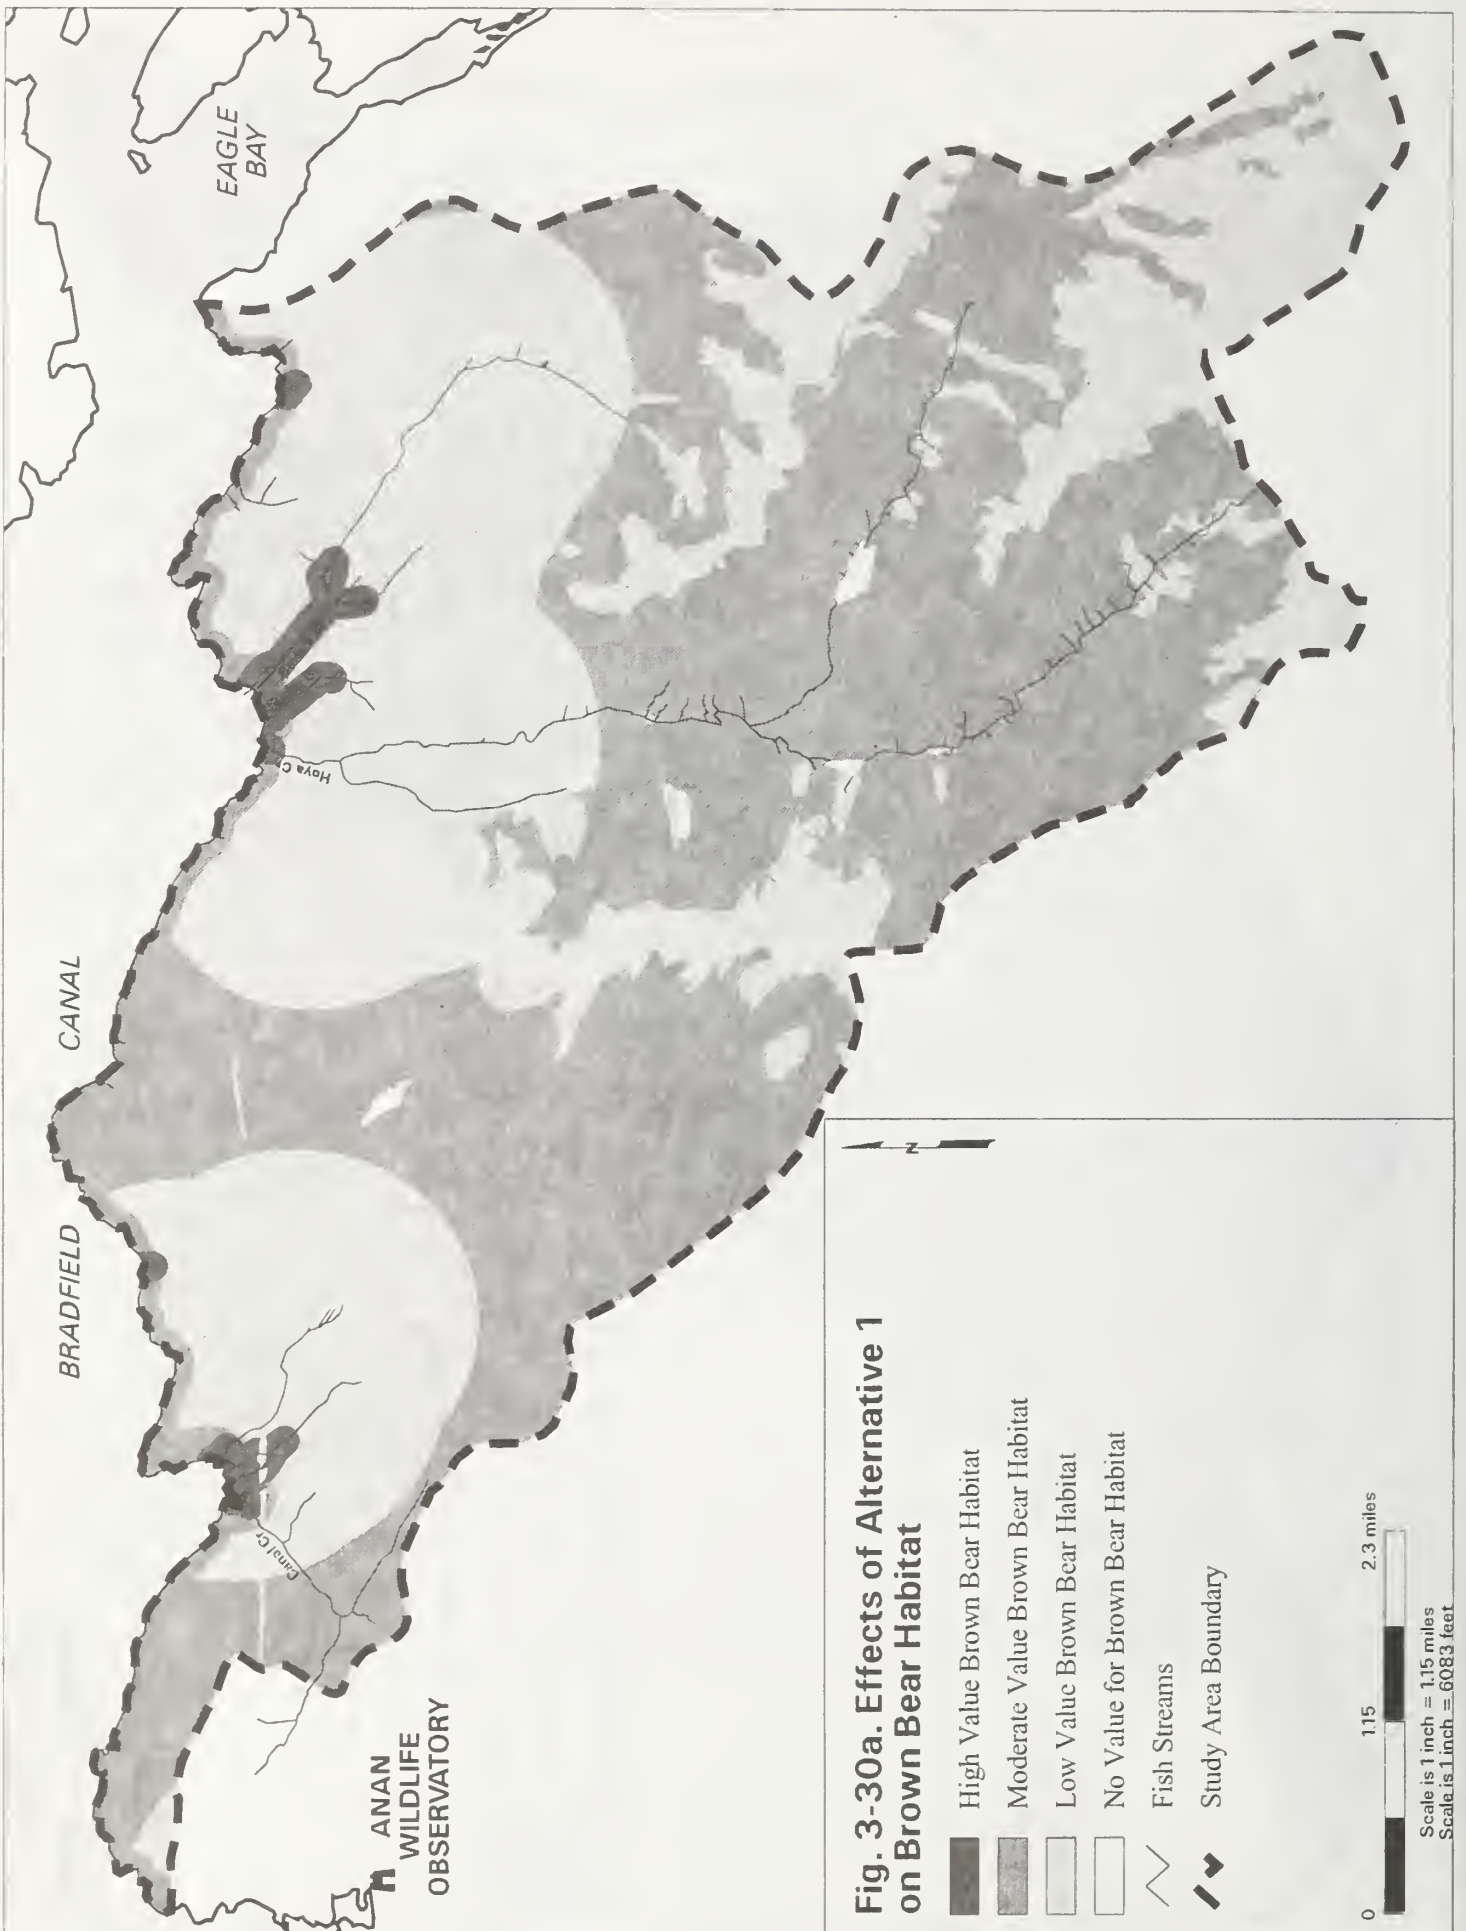 BRADFIELD CANAL
EAGLE
BAY
Canal Cr
Hoya Cr
ANAN
WILDLIFE
OBSERVATORY
Fig. 3-30a. Effects of Alternative 1
on Brown Bear Habitat
High Value Brown Bear Habitat
Moderate Value Brown Bear Habitat
Low Value Brown Bear Habitat
No Value for Brown Bear Habitat
Fish Streams
Study Area Boundary
N
0 1.15 2.3 miles
Scale is 1 inch = 1.15 miles
Scale is 1 inch = 6083 feet